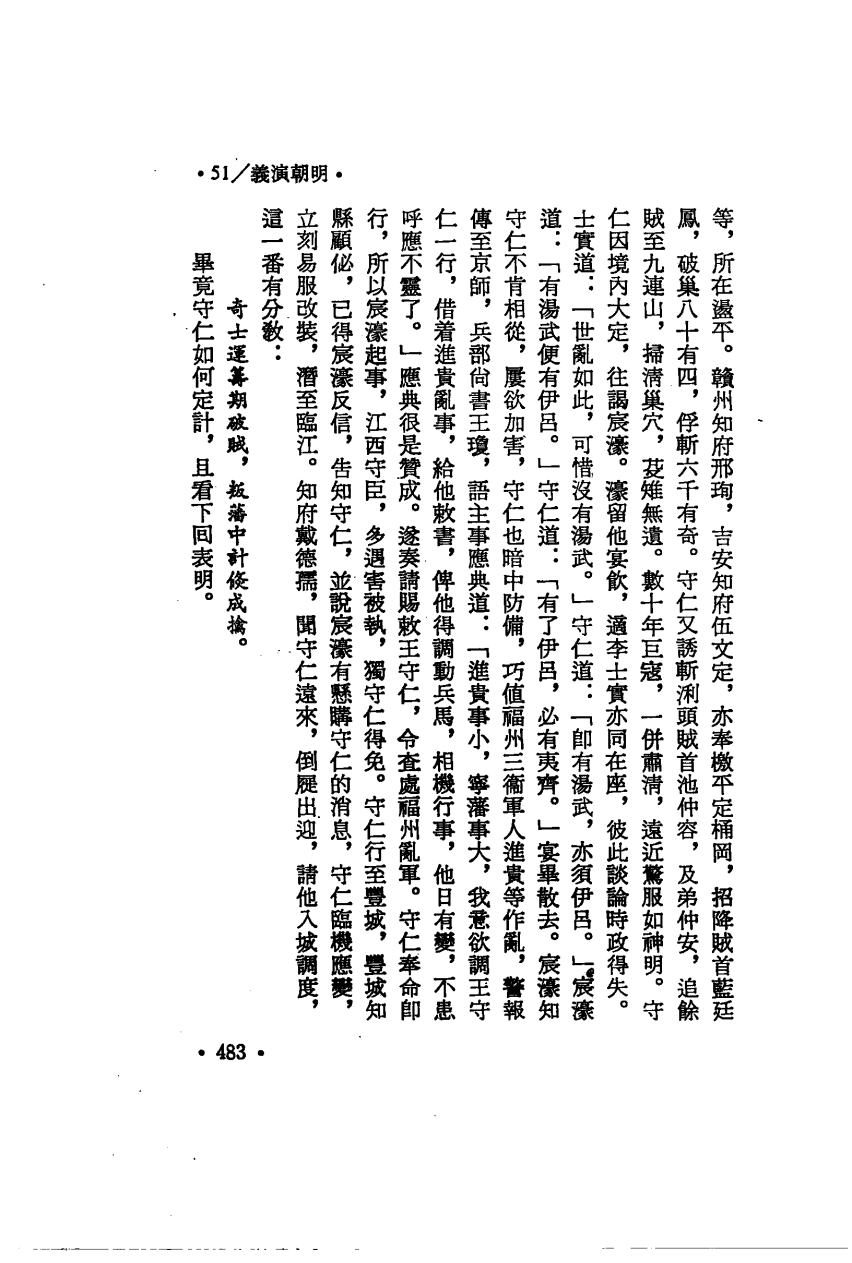 •51／義演朝明•
等，所在盪平。贛州知府邢珣，吉安知府伍文定，亦奉檄平定桶岡，招降賊首藍廷
鳳，破巢八十有四，俘斬六千有奇。守仁又誘斬浰頭賊首池仲容，及弟仲安，追餘
賊至九連山，掃清巢穴，芟雉無遺。數十年巨寇，一併肅清，遠近驚服如神明。守
仁因境內大定，往謁宸濠。濠留他宴飲，適李士實亦同在座，彼此談論時政得失。
士實道：「世亂如此，可惜沒有湯武。」守仁道：「卽有湯武，亦須伊呂。」宸濠
道：「有湯武便有伊呂。」守仁道：「有了伊呂，必有夷齊。」宴畢散去。宸濠知
守仁不肯相從，屢欲加害，守仁也暗中防備，巧值福州三衞軍人進貴等作亂，警報
傳至京師，兵部尙書王瓊，語主事應典道：「進貴事小，寧藩事大，我意欲調王守
仁一行，借着進貴亂事，給他敕書，俾他得調動兵馬，相機行事，他日有變，不患
呼應不靈了。」應典很是贊成。遂奏請賜敕王守仁，令查處福州亂軍。守仁奉命卽
行，所以宸濠起事，江西守臣，多遇害被執，獨守仁得免。守仁行至豐城，豐城知
縣顧佖，已得宸濠反信，告知守仁，並說宸濠有懸購守仁的消息，守仁臨機應變，
立刻易服改裝，潛至臨江。知府戴德孺，聞守仁遠來，倒屣出迎，請他入城調度，
這一番有分教：
奇士運籌期破賊，叛藩中計倐成擒。
畢竟守仁如何定計，且看下回表明。
•483•